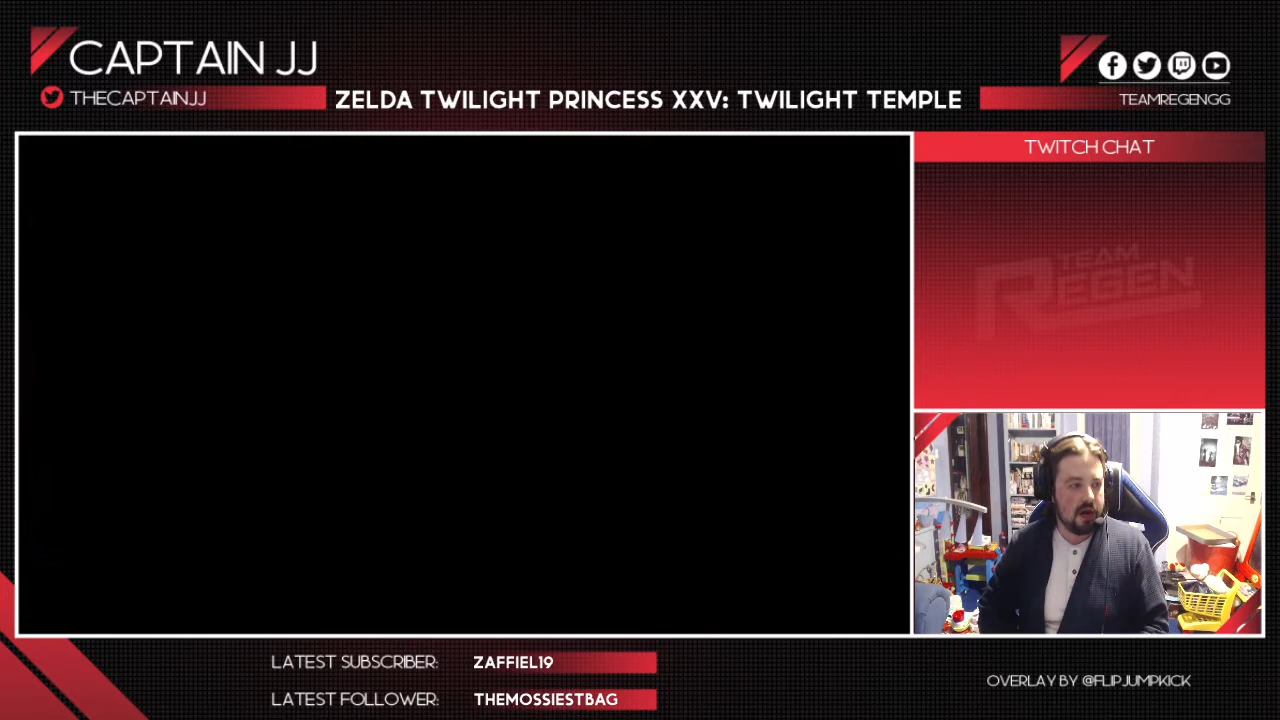 CAPTAIN JJ
THECAPTAINJJ
ZELDA TWILIGHT PRINCESS XXV: TWILIGHT TEMPLE
TEAMREGENGG
TWITCH CHAT
TEAM
REGEN
LATEST SUBSCRIBER: ZAFFIEL19
LATEST FOLLOWER: THEMOSSIESTBAG
OVERLAY BY @FLIPJUMPKICK